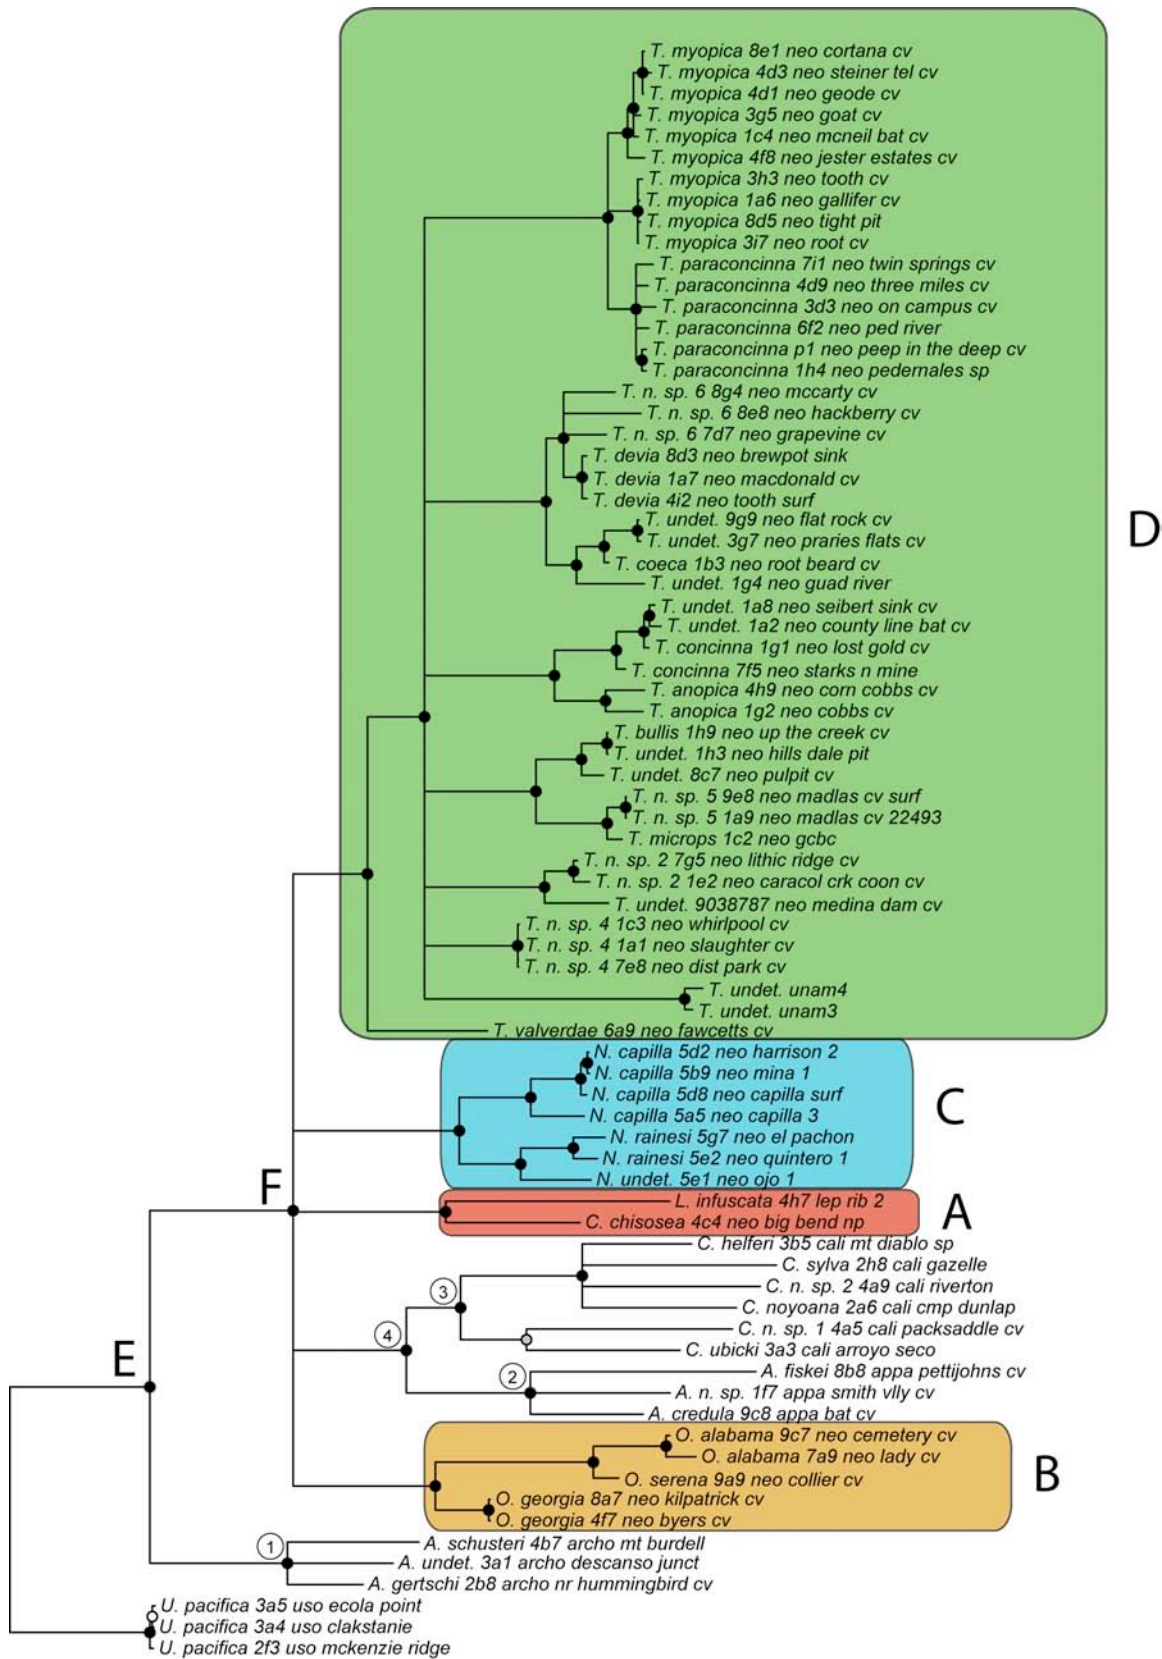 T. myopica 8e1 neo cortana cv
T. myopica 4d3 neo steiner tel cv
T. myopica 4d1 neo geode cv
T. myopica 3g5 neo goat cv
T. myopica 1c4 neo mcneil bat cv
T. myopica 4f8 neo jester estates cv
T. myopica 3h3 neo tooth cv
T. myopica 1a6 neo gallifer cv
T. myopica 8d5 neo tight pit
T. myopica 3i7 neo root cv
T. paraconcinna 7i1 neo twin springs cv
T. paraconcinna 4d9 neo three miles cv
T. paraconcinna 3d3 neo on campus cv
T. paraconcinna 6f2 neo ped river
T. paraconcinna p1 neo peep in the deep cv
T. paraconcinna 1h4 neo pedernales sp
T. n. sp. 6 8g4 neo mccarty cv
T. n. sp. 6 8e8 neo hackberry cv
T. n. sp. 6 7d7 neo grapevine cv
T. devia 8d3 neo brewpot sink
T. devia 1a7 neo macdonald cv
T. devia 4i2 neo tooth surf
T. undet. 9g9 neo flat rock cv
D
T. undet. 3g7 neo praries flats cv
T. coeca 1b3 neo root beard cv
T. undet. 1g4 neo guad river
T. undet. 1a8 neo seibert sink cv
T. undet. 1a2 neo county line bat cv
T. concinna 1g1 neo lost gold cv
T. concinna 7f5 neo starks n mine
T. anopica 4h9 neo corn cobbs cv
T. anopica 1g2 neo cobbs cv
T. bullis 1h9 neo up the creek cv
T. undet. 1h3 neo hills dale pit
T. undet. 8c7 neo pulpit cv
T. n. sp. 5 9e8 neo madlas cv surf
T. n. sp. 5 1a9 neo madlas cv 22493
T. microps 1c2 neo gcbc
T. n. sp. 2 7g5 neo lithic ridge cv
T. n. sp. 2 1e2 neo caracol crk coon cv
T. undet. 9038787 neo medina dam cv
T. n. sp. 4 1c3 neo whirlpool cv
T. n. sp. 4 1a1 neo slaughter cv
T. n. sp. 4 7e8 neo dist park cv
T. undet. unam4
T. undet. unam3
T. valverdae 6a9 neo fawcetts cv
N. capilla 5d2 neo harrison 2
N. capilla 5b9 neo mina 1
N. capilla 5d8 neo capilla surf
C
N. capilla 5a5 neo capilla 3
N. rainesi 5g7 neo el pachon
N. rainesi 5e2 neo quintero 1
N. undet. 5e1 neo ojo 1
F
L. infuscata 4h7 lep rib 2
A
C. chisosea 4c4 neo big bend np
C. helferi 3b5 cali mt diablo sp
C. sylva 2h8 cali gazelle
C. n. sp. 2 4a9 cali riverton
3
C. noyoana 2a6 cali cmp dunlap
C. n. sp. 1 4a5 cali packsaddle cv
4
C. ubicki 3a3 cali arroyo seco
E
A. fiskei 8b8 appa pettijohns cv
2
A. n. sp. 1f7 appa smith vlly cv
A. credula 9c8 appa bat cv
O. alabama 9c7 neo cemetery cv
O. alabama 7a9 neo lady cv
B
O. serena 9a9 neo collier cv
O. georgia 8a7 neo kilpatrick cv
O. georgia 4f7 neo byers cv
A. schusteri 4b7 archo mt burdell
1
A. undet. 3a1 archo descanso junct
A. gertschi 2b8 archo nr hummingbird cv
U. pacifica 3a5 uso ecola point
U. pacifica 3a4 uso clakstanie
U. pacifica 2f3 uso mckenzie ridge